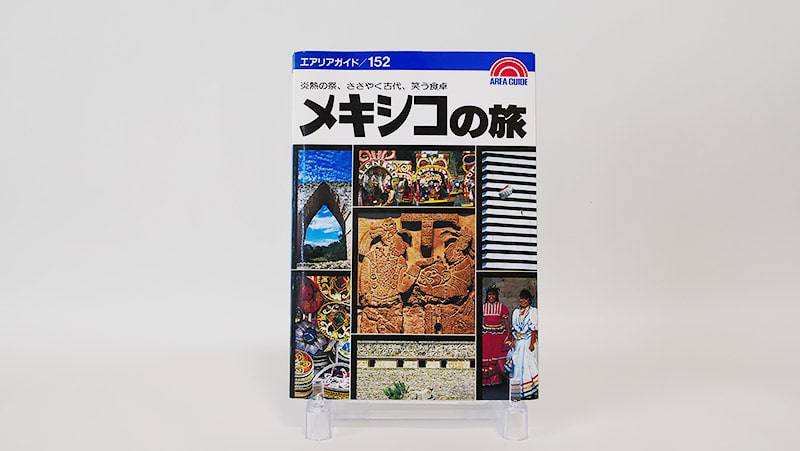 エアリアガイド／152
AREA GUIDE
炎熱の祭、ささやく古代、笑う食卓
メキシコの旅